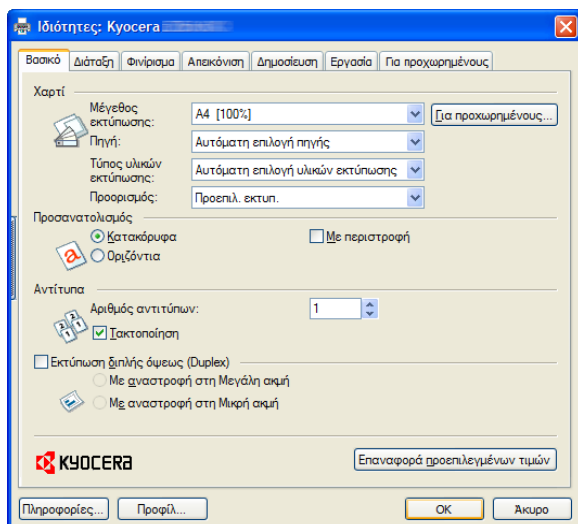 Ιδιότητες: Kyocera
Βασικό Διάταξη Φινίρισμα Απεικόνιση Δημοσίευση Εργασία Για προχωρημένους
Χαρτί
Μέγεθος εκτύπωσης: A4 [100%] Για προχωρημένους...
Πηγή: Αυτόματη επιλογή πηγής
Τύπος υλικών εκτύπωσης: Αυτόματη επιλογή υλικών εκτύπωσης
Προορισμός: Προεπιλ. εκτυπ.
Προσανατολισμός
Κατακόρυφα Με περιστροφή
a Οριζόντια
Αντίτυπα
Αριθμός αντιτύπων: 1
Τακτοποίηση
Εκτύπωση διπλής όψεως (Duplex)
Με αναστροφή στη Μεγάλη ακμή
Με αναστροφή στη Μικρή ακμή
KYOCERA Επαναφορά προεπιλεγμένων τιμών
Πληροφορίες... Προφίλ... OK Άκυρο